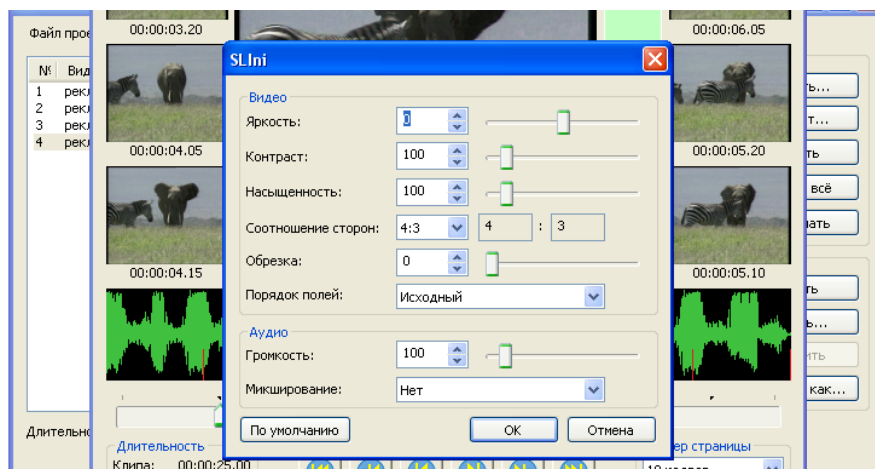 Файл
00:00:03.20
00:00:06.05
SLIni
№ Вид
Видео
1 рекл
Яркость: 0
2 рекл
3 рекл
4 рекл
00:00:04.05
Контраст: 100
00:00:05.20
Насыщенность: 100
всё
Соотношение сторон: 4:3 4 : 3
Обрезка: 0
00:00:04.15
00:00:05.10
Порядок полей: Исходный
Аудио
Громкость: 100
Микширование: Нет
как...
По умолчанию OK Отмена
Длительность
страницы
Клипа: 00:00:25.00